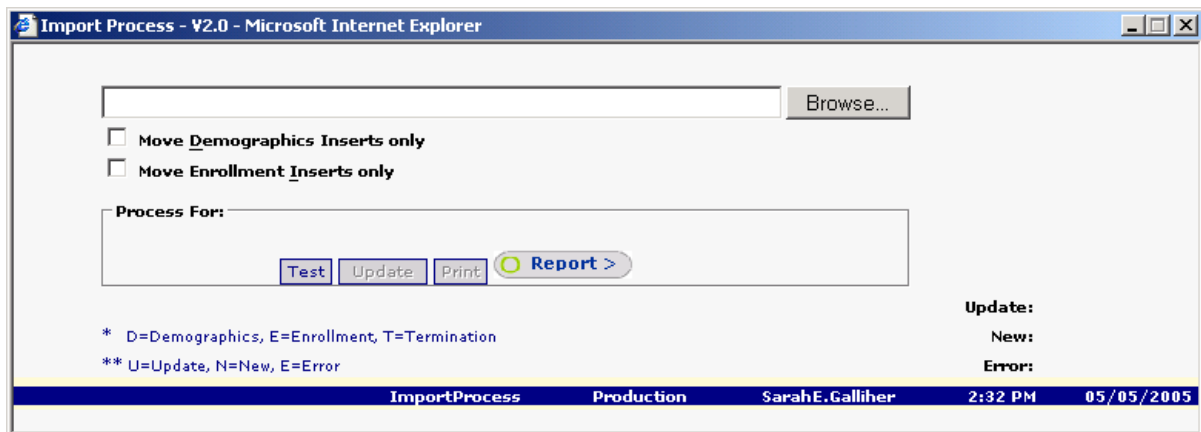 Import Process - V2.0 - Microsoft Internet Explorer
Browse...
Move Demographics Inserts only
Move Enrollment Inserts only
Process For:
Test Update Print Report >
Update:
* D=Demographics, E=Enrollment, T=Termination New:
** U=Update, N=New, E=Error Error:
ImportProcess Production SarahE.Galliher 2:32 PM 05/05/2005